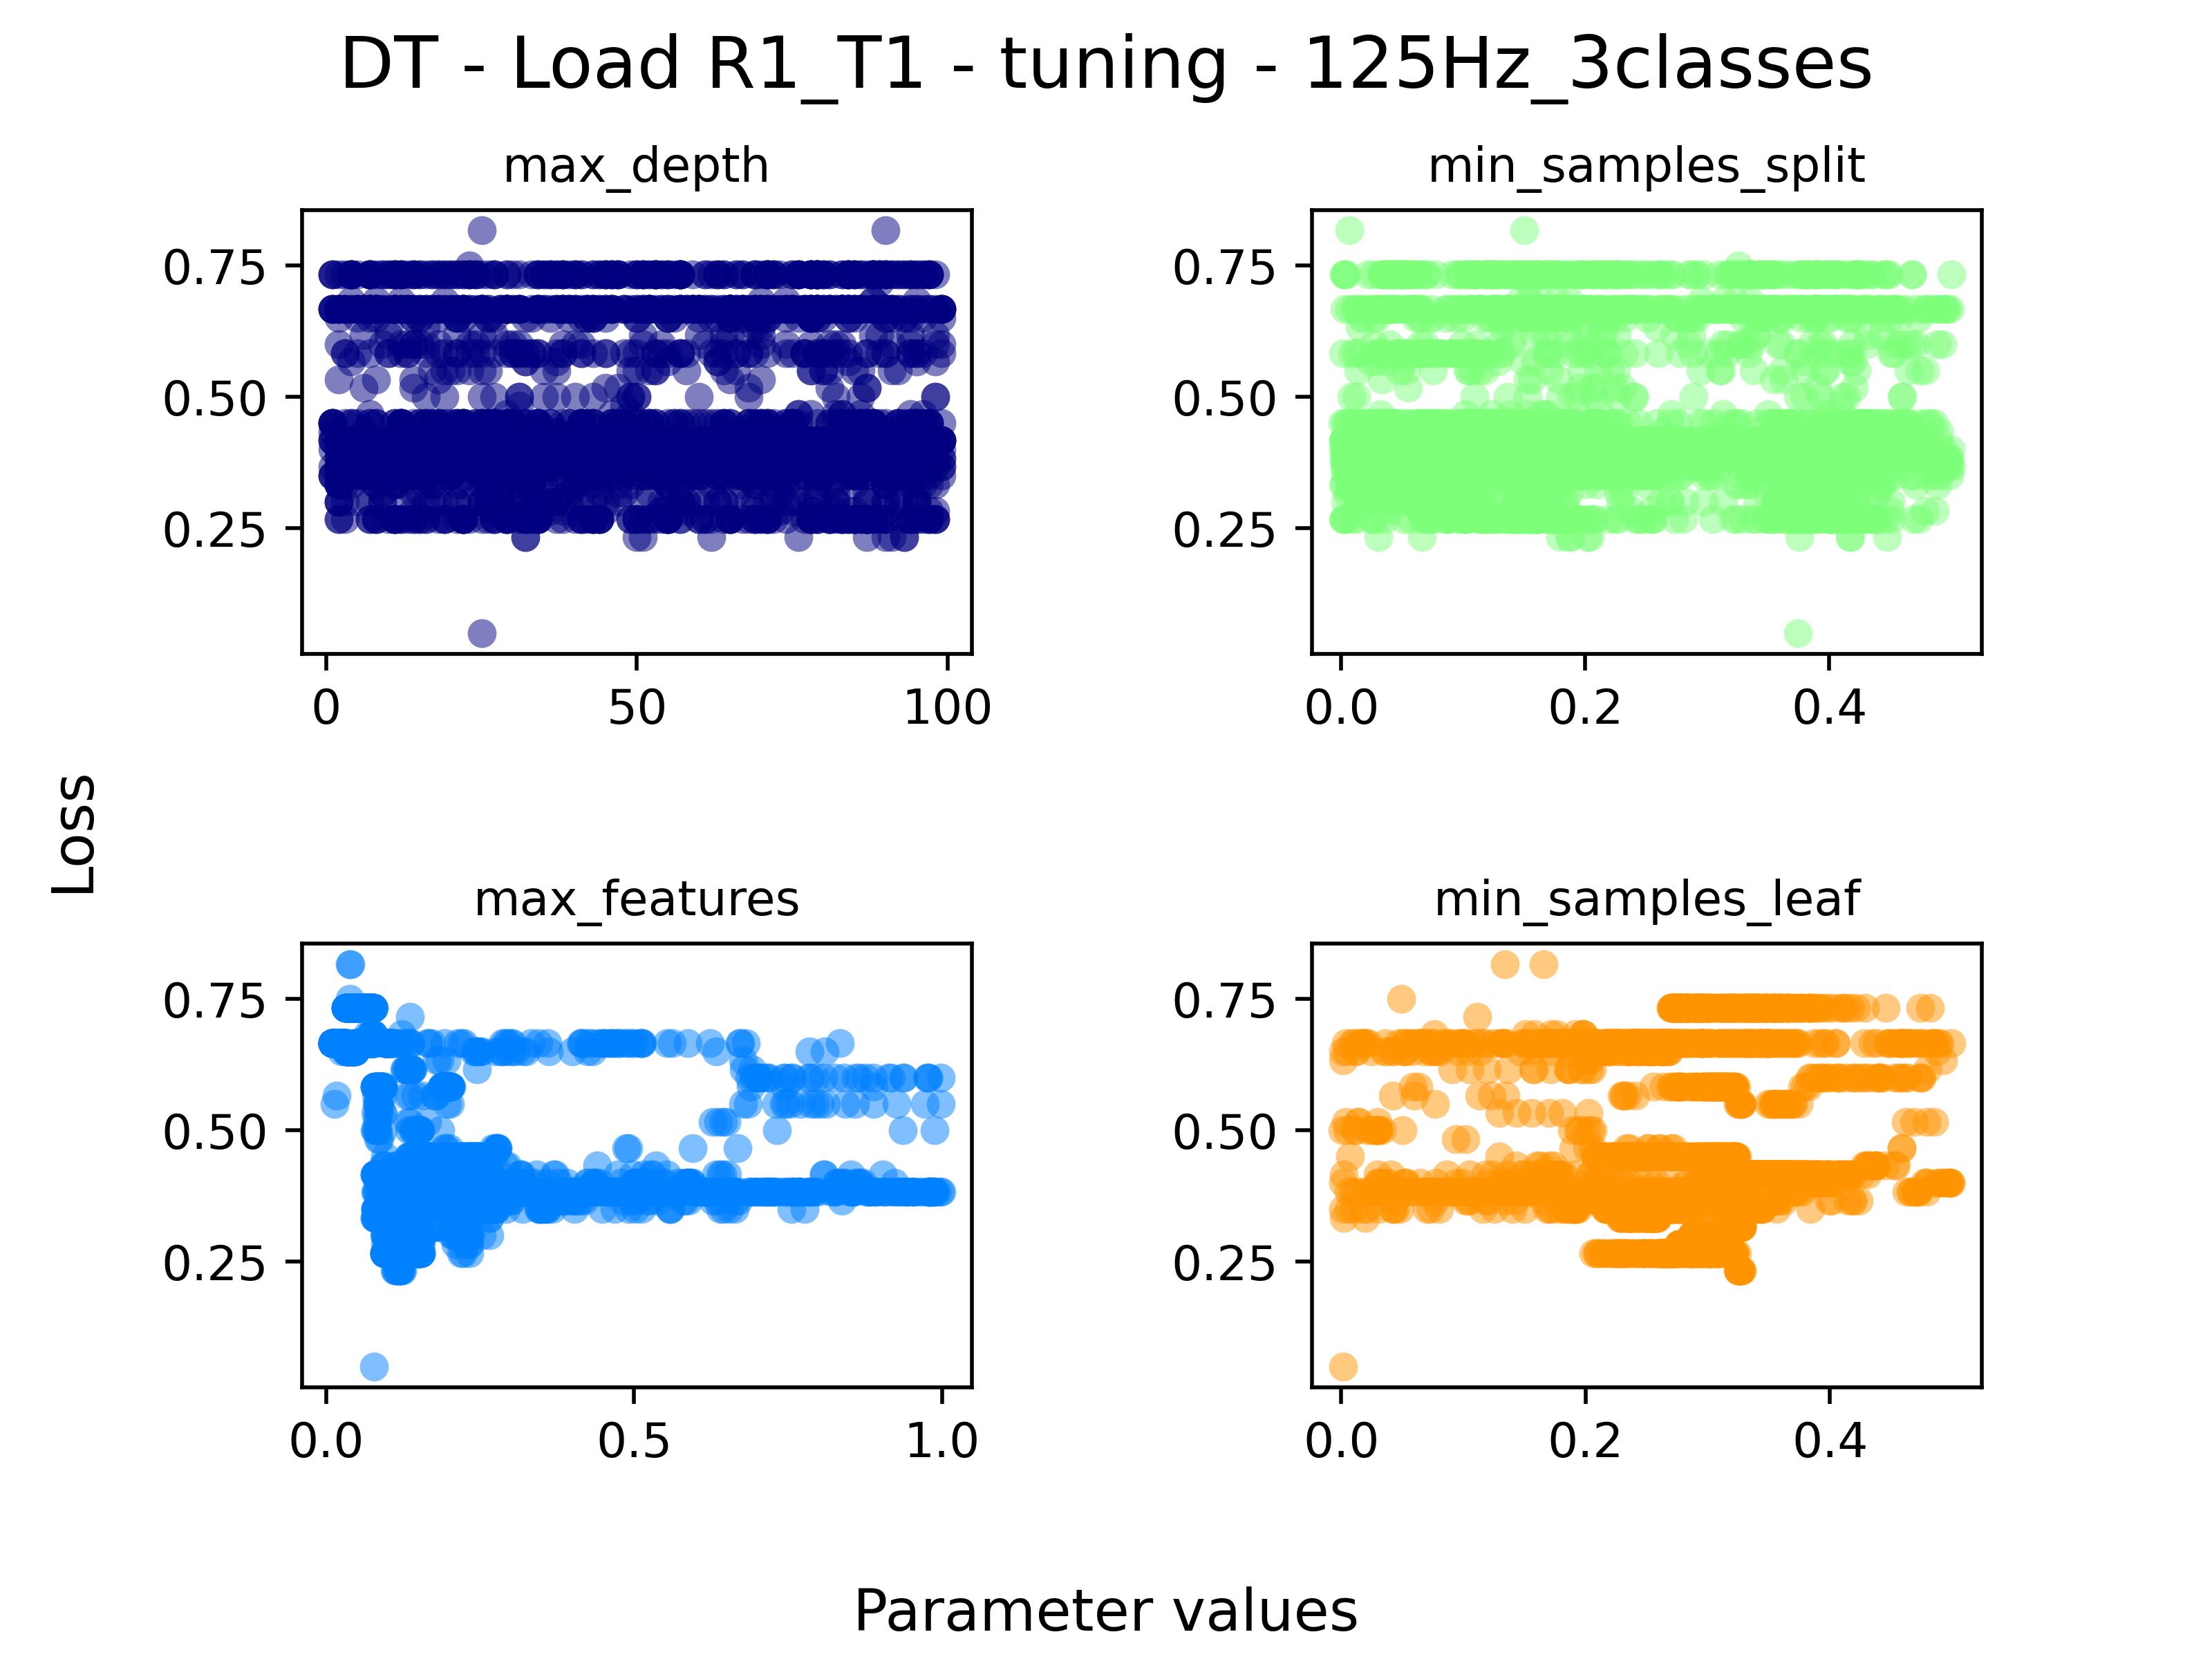 DT - Load R1_T1 - tuning - 125Hz_3classes
max_depth
min_samples_split
0.75
0.50
0.25
0 50 100
0.75
0.50
0.25
0.0 0.2 0.4
Loss
max_features
min_samples_leaf
0.75
0.50
0.25
0.0 0.5 1.0
0.75
0.50
0.25
0.0 0.2 0.4
Parameter values